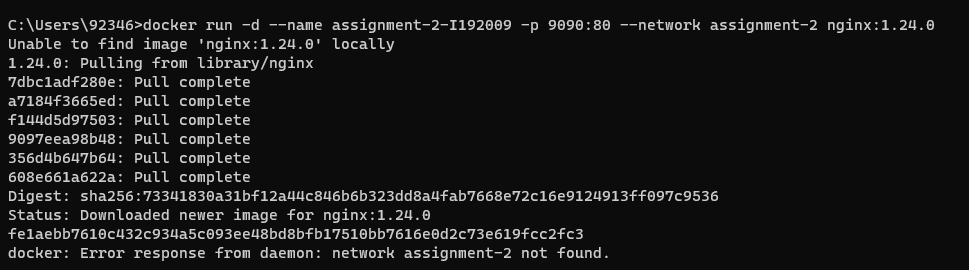 C:\Users\92346>docker run -d --name assignment-2-I192009 -p 9090:80 --network assignment-2 nginx:1.24.0
Unable to find image 'nginx:1.24.0' locally
1.24.0: Pulling from library/nginx
7dbc1adf280e: Pull complete
a7184f3665ed: Pull complete
f144d5d97503: Pull complete
9097eea98b48: Pull complete
356d4b647b64: Pull complete
608e661a622a: Pull complete
Digest: sha256:73341830a31bf12a44c846b6b323dd8a4fab7668e72c16e9124913ff097c9536
Status: Downloaded newer image for nginx:1.24.0
fe1aebb7610c432c934a5c093ee48bd8bfb17510bb7616e0d2c73e619fcc2fc3
docker: Error response from daemon: network assignment-2 not found.